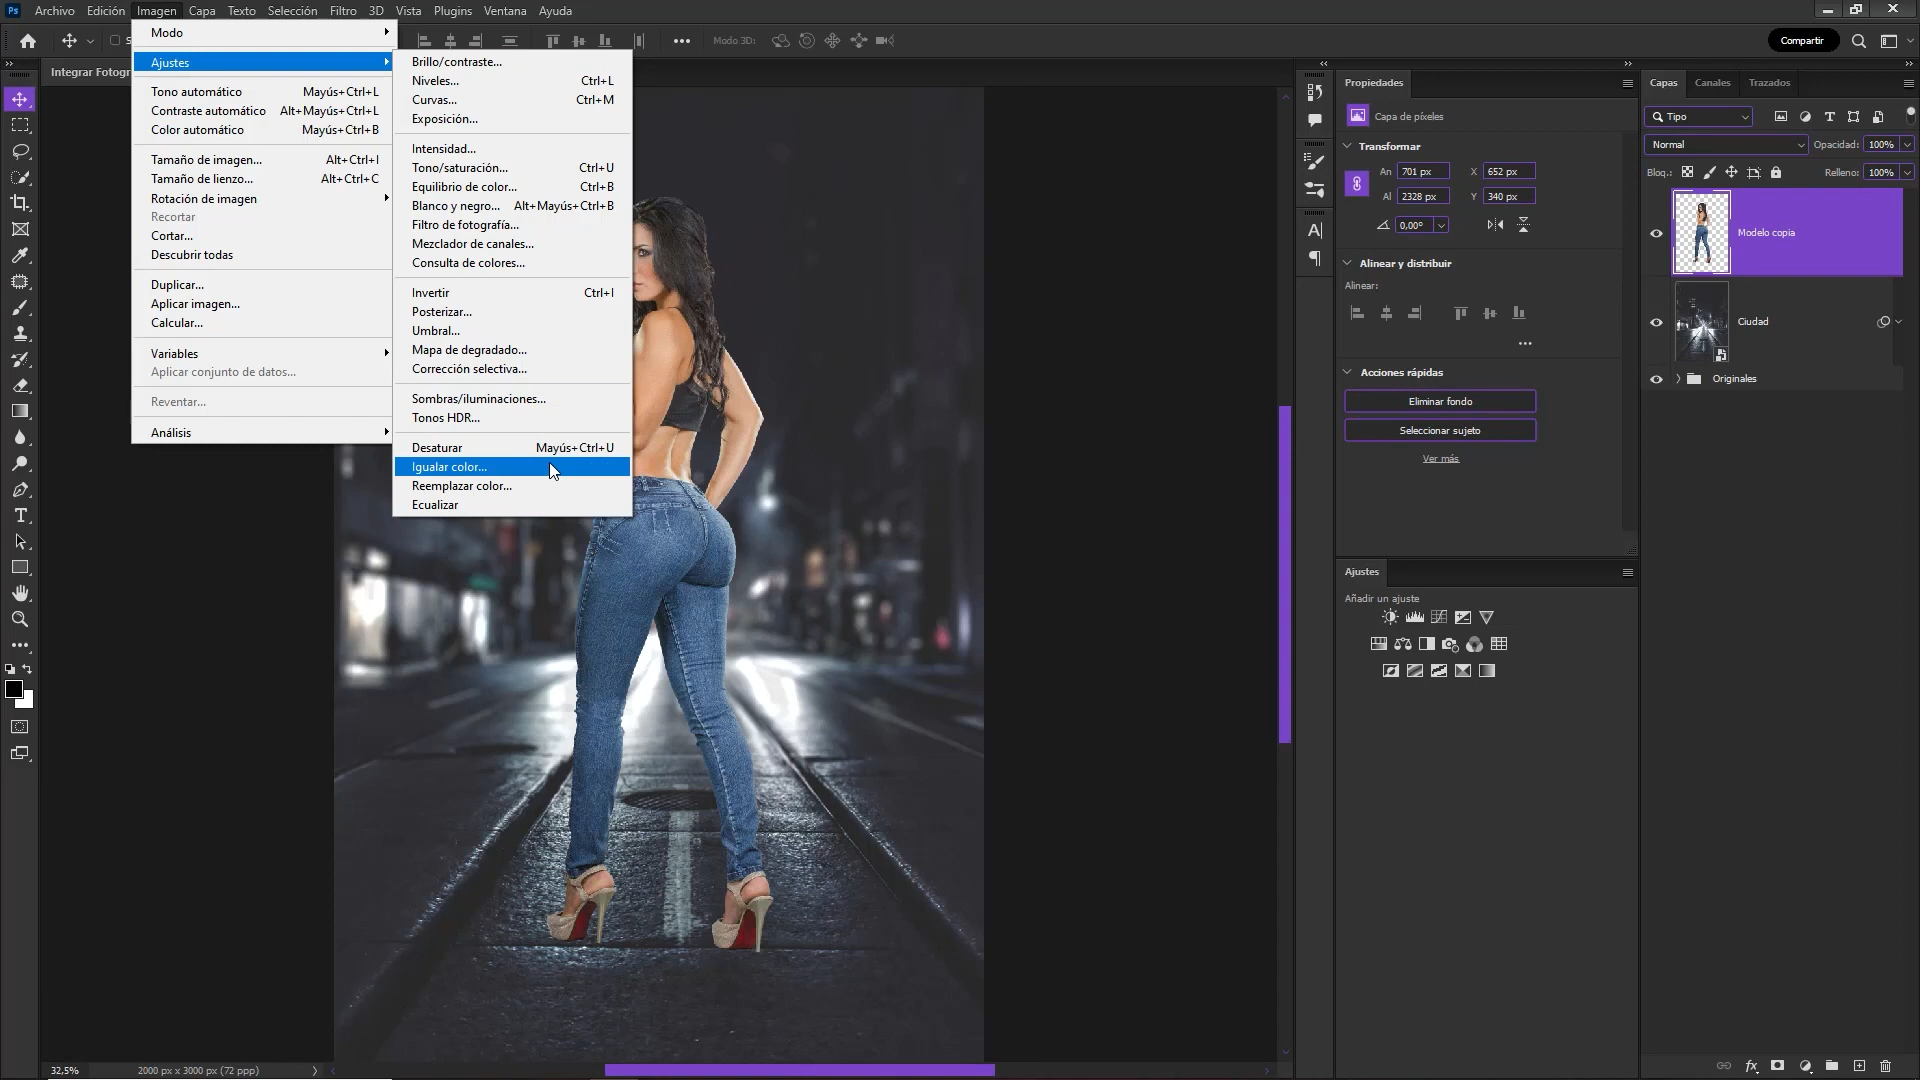 Ps Archivo Edición Imagen Capa Texto Selección Filtro 3D Vista Plugins Ventana Ayuda
Modo 3D:
Compartir
Integrar Fotogr
Modo
Ajustes
Tono automático Mayús+Ctrl+L
Contraste automático Alt+Mayús+Ctrl+L
Color automático Mayús+Ctrl+B
Tamaño de imagen... Alt+Ctrl+I
Tamaño de lienzo... Alt+Ctrl+C
Rotación de imagen
Recortar
Cortar...
Descubrir todas
Duplicar...
Aplicar imagen...
Calcular...
Variables
Aplicar conjunto de datos...
Reventar...
Análisis
Brillo/contraste...
Niveles... Ctrl+L
Curvas... Ctrl+M
Exposición...
Intensidad...
Tono/saturación... Ctrl+U
Equilibrio de color... Ctrl+B
Blanco y negro... Alt+Mayús+Ctrl+B
Filtro de fotografía...
Mezclador de canales...
Consulta de colores...
Invertir Ctrl+I
Posterizar...
Umbral...
Mapa de degradado...
Corrección selectiva...
Sombras/iluminaciones...
Tonos HDR...
Desaturar Mayús+Ctrl+U
Igualar color...
Reemplazar color...
Ecualizar
Propiedades
Capa de píxeles
Transformar
An 701 px X 652 px
Al 2328 px Y 340 px
0,00°
Alinear y distribuir
Alinear:
Acciones rápidas
Eliminar fondo
Seleccionar sujeto
Ver más
Ajustes
Añadir un ajuste
Capas Canales Trazados
Tipo
Normal Opacidad: 100%
Bloq.: Relleno: 100%
Modelo copia
Ciudad
Originales
32,5% 2000 px x 3000 px (72 ppp)